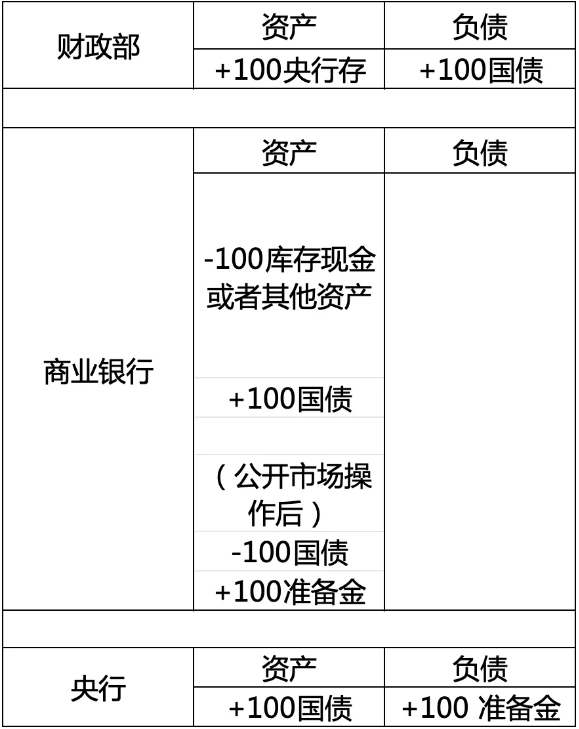 财政部
资产 负债
+100央行存 +100国债
资产 负债
商业银行
-100库存现金
或者其他资产
+100国债
（公开市场操
作后）
-100国债
+100准备金
央行
资产 负债
+100国债 +100 准备金